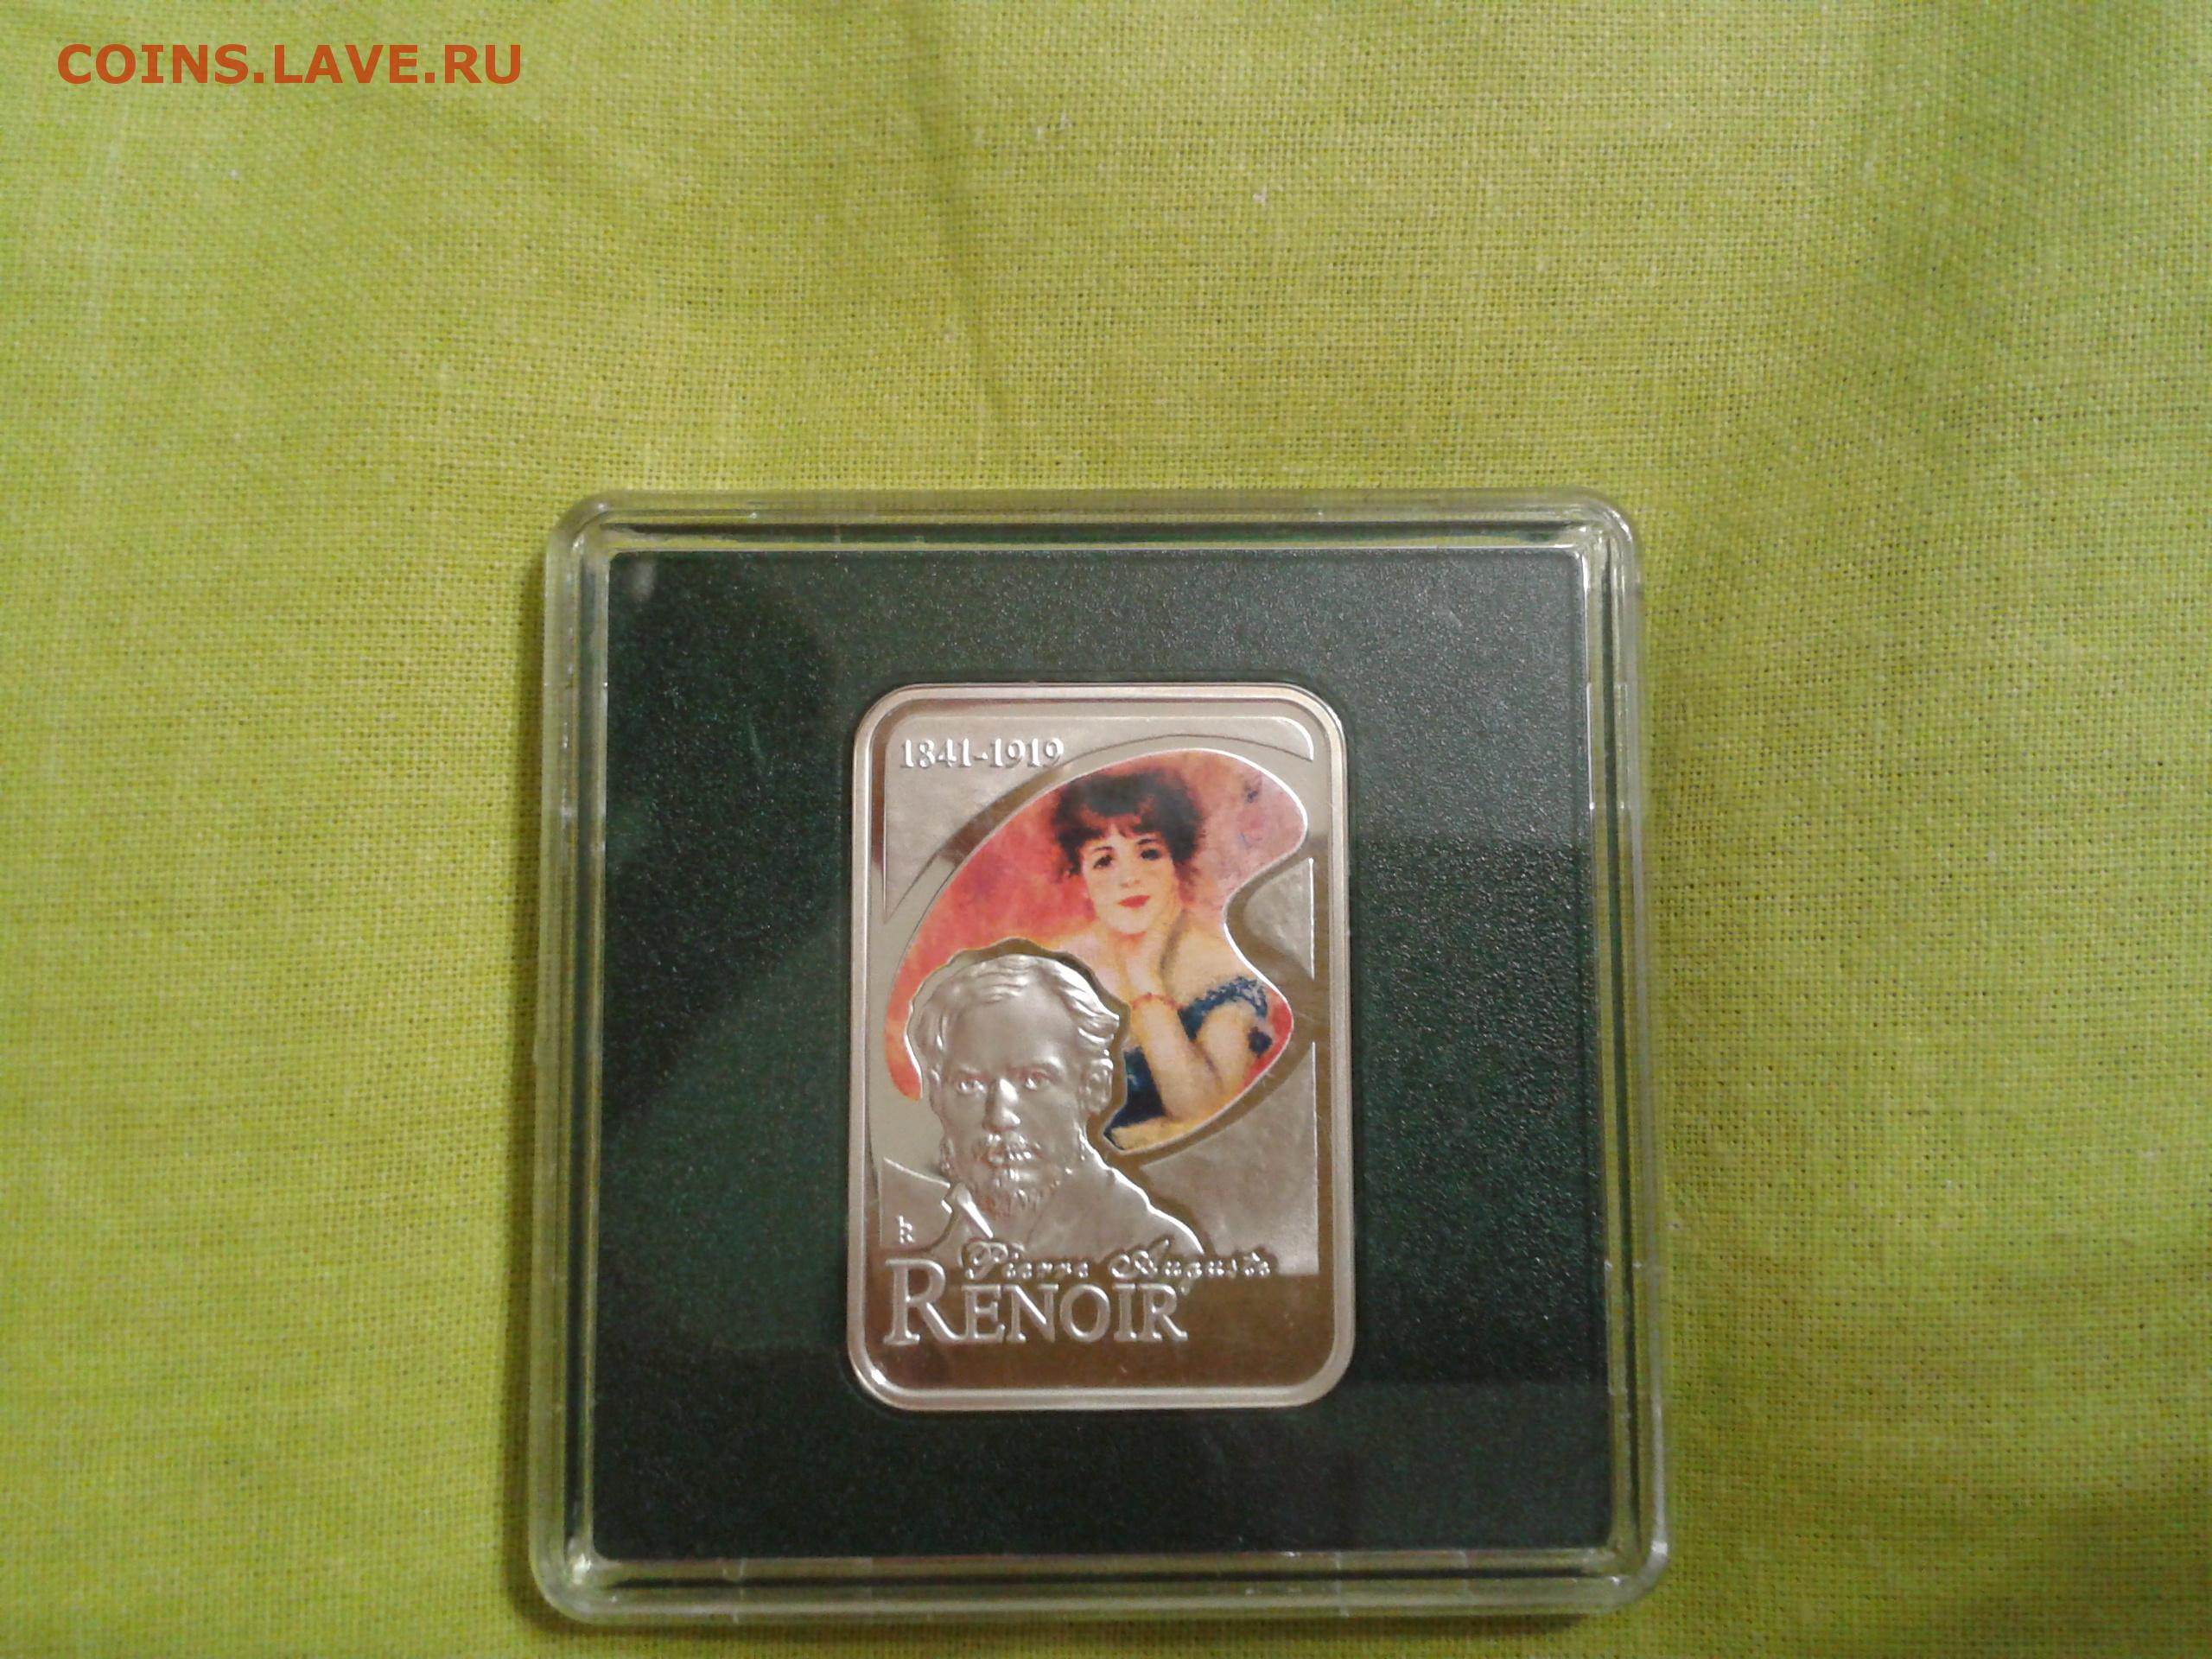 COINS.LAVE.RU
1841-1919
Pierre Auguste
RENOIR